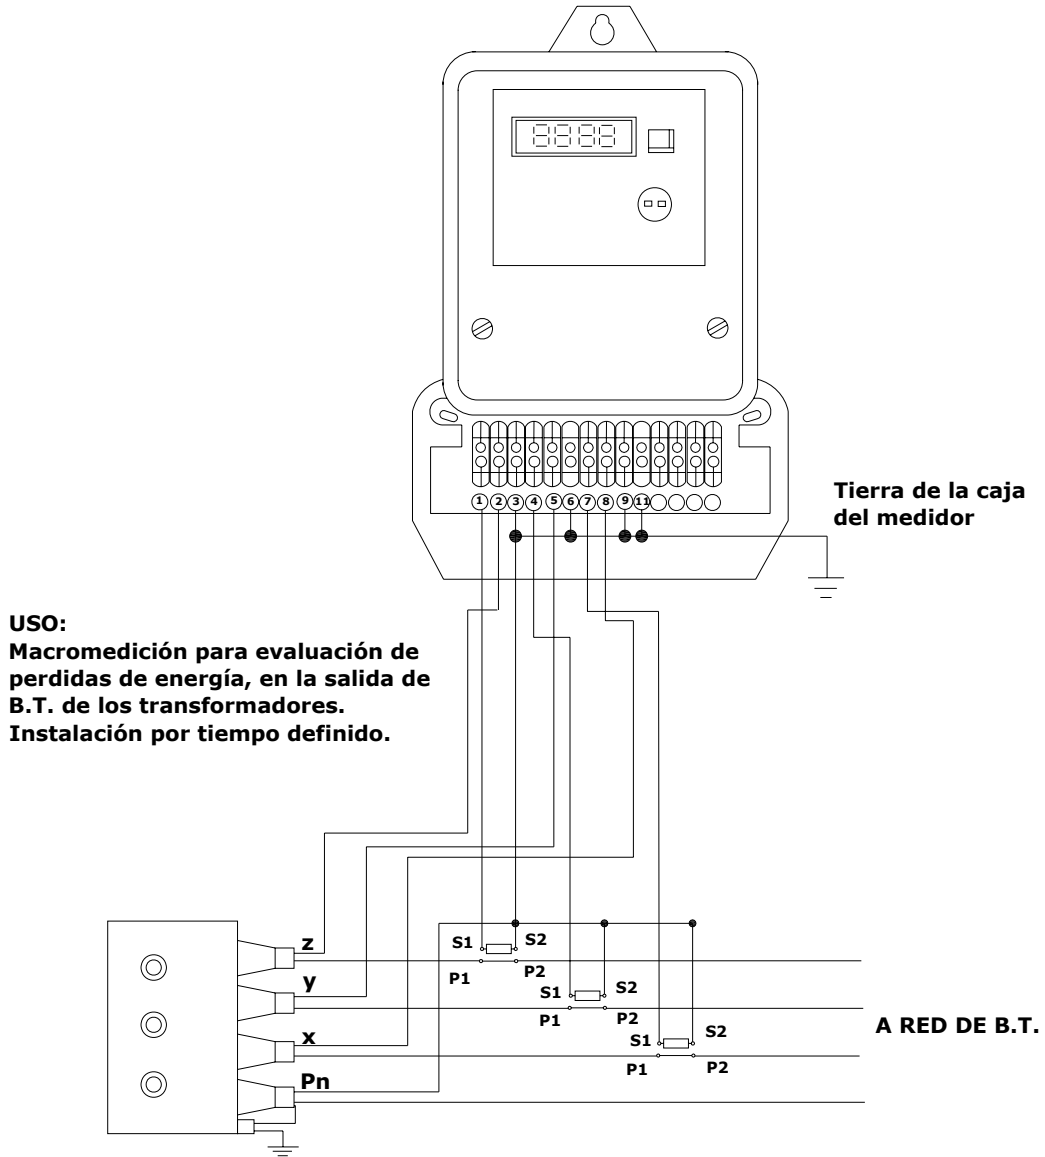 8888
1 2 3 4 5 6 7 8 9 11
Tierra de la caja
del medidor
USO:
Macromedición para evaluación de
perdidas de energía, en la salida de
B.T. de los transformadores.
Instalación por tiempo definido.
z
S1 S2
P1 P2
y
S1 S2
P1 P2
A RED DE B.T.
x
S1 S2
P1 P2
Pn